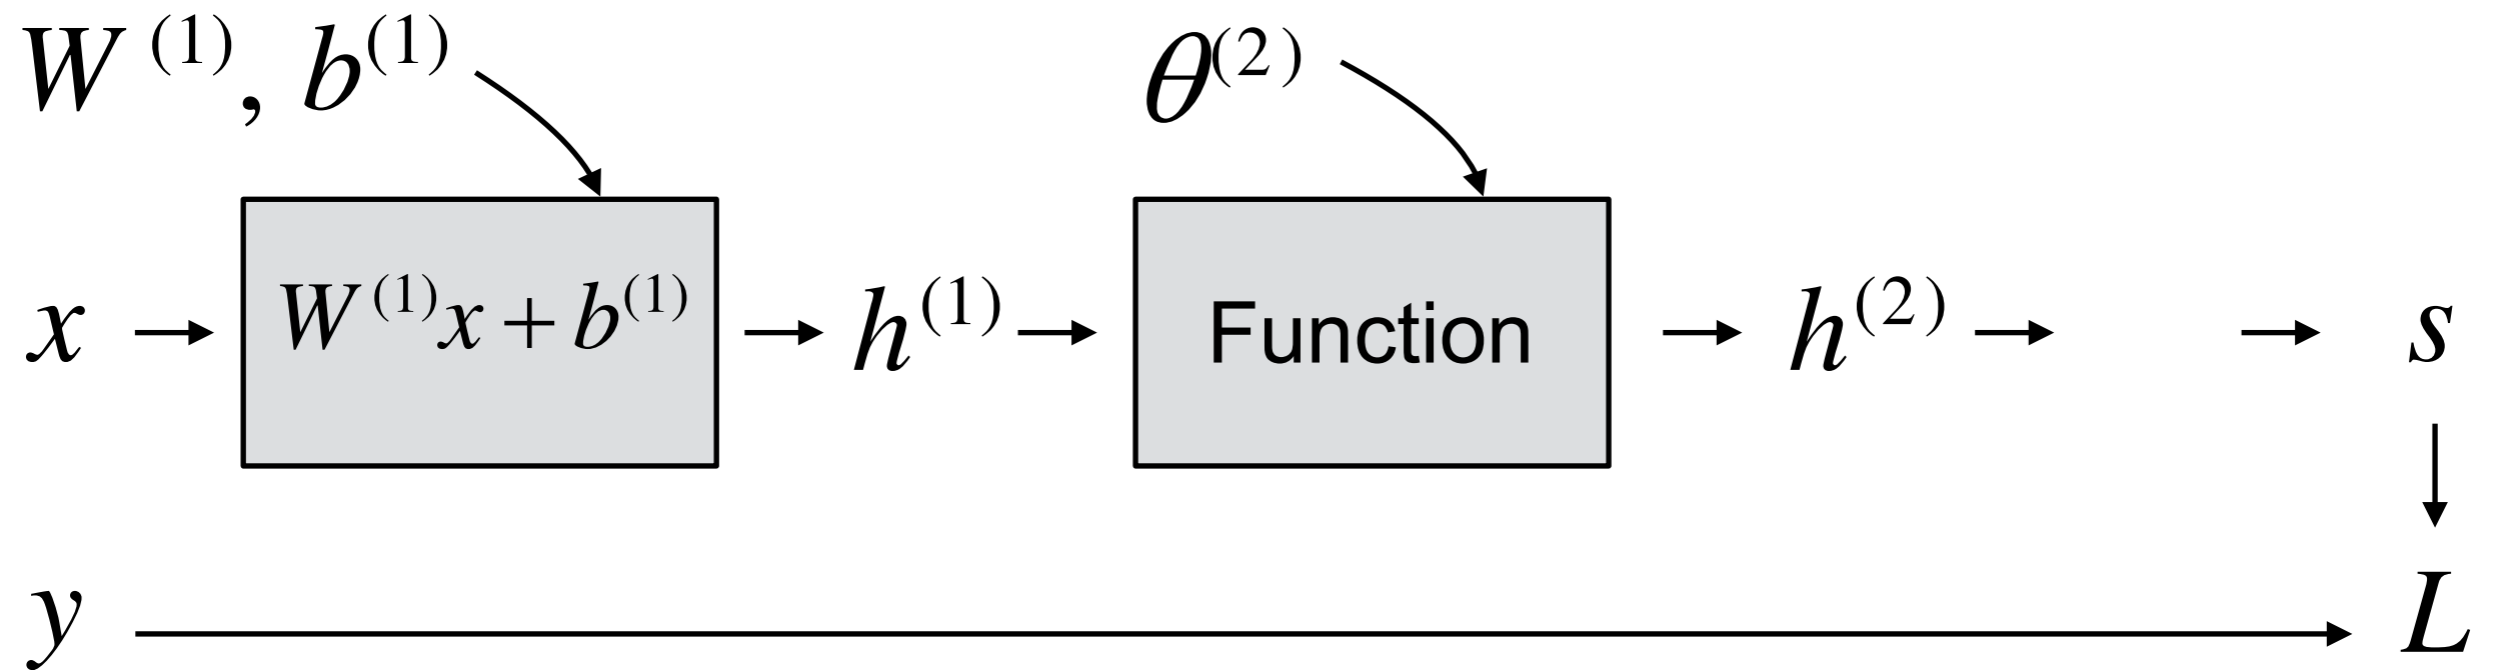 W⁽¹⁾, b⁽¹⁾ θ⁽²⁾
x W⁽¹⁾x + b⁽¹⁾ h⁽¹⁾ Function h⁽²⁾ s
y L